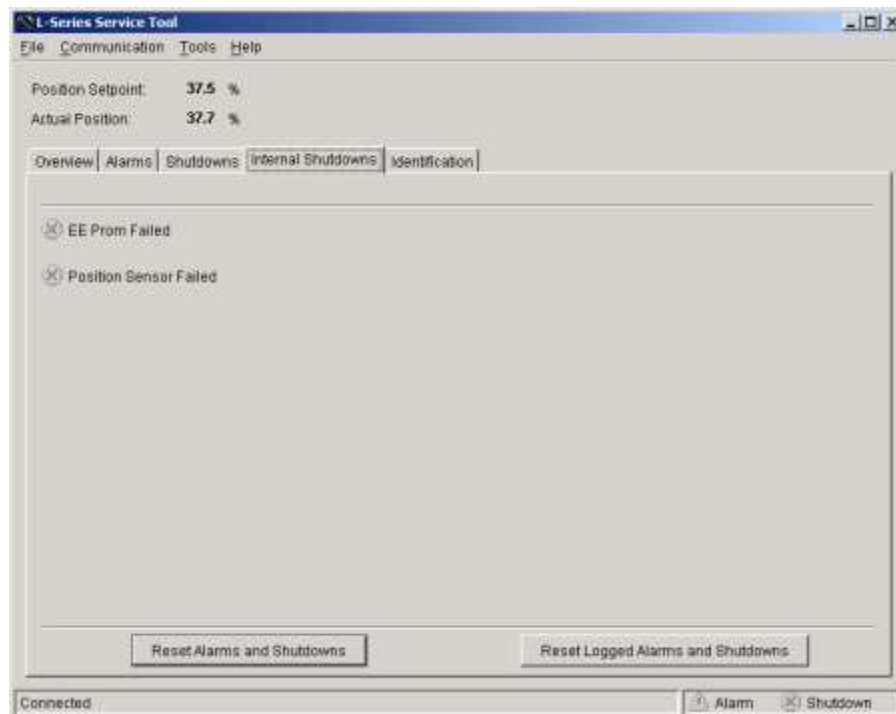 L-Series Service Tool
File Communication Tools Help
Position Setpoint: 37.5 %
Actual Position: 37.7 %
Overview Alarms Shutdowns Internal Shutdowns Identification
EE Prom Failed
Position Sensor Failed
Reset Alarms and Shutdowns Reset Logged Alarms and Shutdowns
Connected Alarm Shutdown